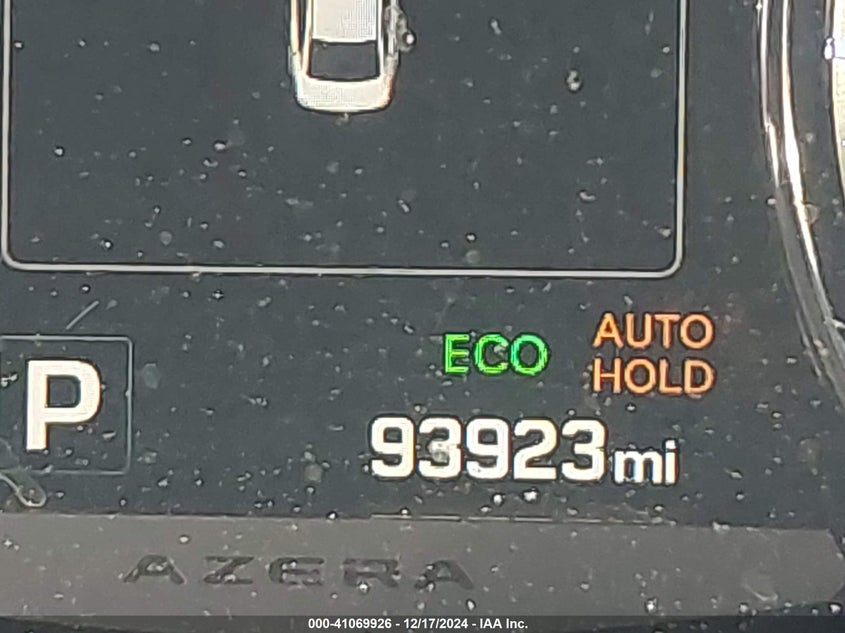 ECO
AUTO
HOLD
P
93923 mi
AZERA
000-41069926 - 12/17/2024 - IAA Inc.